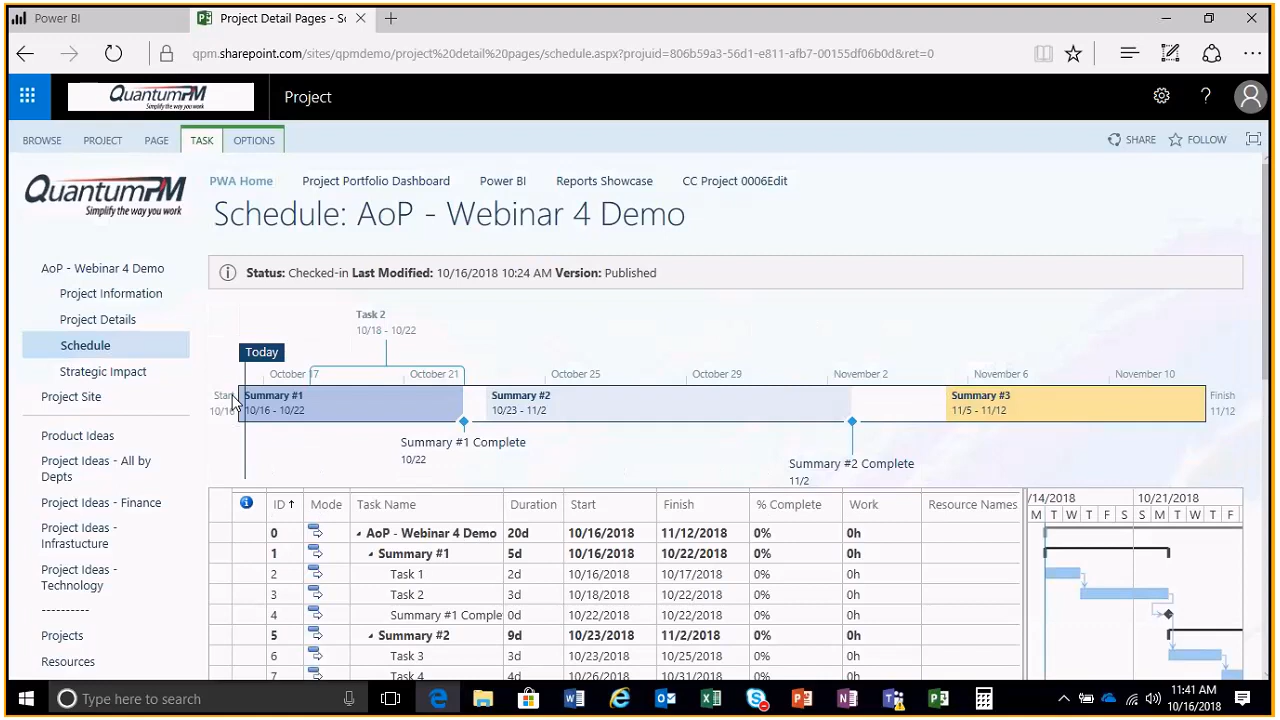 Power BI
Project Detail Pages - Sc
qpm.sharepoint.com/sites/qpmdemo/project%20detail%20pages/schedule.aspx?projuid=806b59a3-56d1-e811-afb7-00155df06b0d&ret=0
QuantumPM
Simplify the way you work
Project
BROWSE PROJECT PAGE TASK OPTIONS SHARE FOLLOW
QuantumPM
Simplify the way you work
PWA Home Project Portfolio Dashboard Power BI Reports Showcase CC Project 0006Edit
Schedule: AoP - Webinar 4 Demo
AoP - Webinar 4 Demo
Project Information
Project Details
Schedule
Strategic Impact
Project Site
Product Ideas
Project Ideas - All by
Depts
Project Ideas - Finance
Project Ideas -
Infrastucture
Project Ideas -
Technology
----------
Projects
Resources
Status: Checked-in Last Modified: 10/16/2018 10:24 AM Version: Published
Task 2
10/18 - 10/22
Today
October 17 October 21 October 25 October 29 November 2 November 6 November 10
Start Summary #1 Summary #2 Summary #3 Finish
10/16 10/16 - 10/22 10/23 - 11/2 11/5 - 11/12 11/12
Summary #1 Complete
10/22
Summary #2 Complete
11/2
ID Mode Task Name Duration Start Finish % Complete Work Resource Names
/14/2018 10/21/2018
M T W T F S S M T W T F
0 AoP - Webinar 4 Demo 20d 10/16/2018 11/12/2018 0% 0h
1 Summary #1 5d 10/16/2018 10/22/2018 0% 0h
2 Task 1 2d 10/16/2018 10/17/2018 0% 0h
3 Task 2 3d 10/18/2018 10/22/2018 0% 0h
4 Summary #1 Comple 0d 10/22/2018 10/22/2018 0% 0h
5 Summary #2 9d 10/23/2018 11/2/2018 0% 0h
6 Task 3 3d 10/23/2018 10/25/2018 0% 0h
7 Task 4 4d 10/26/2018 10/31/2018 0% 0h
Type here to search
11:41 AM
10/16/2018